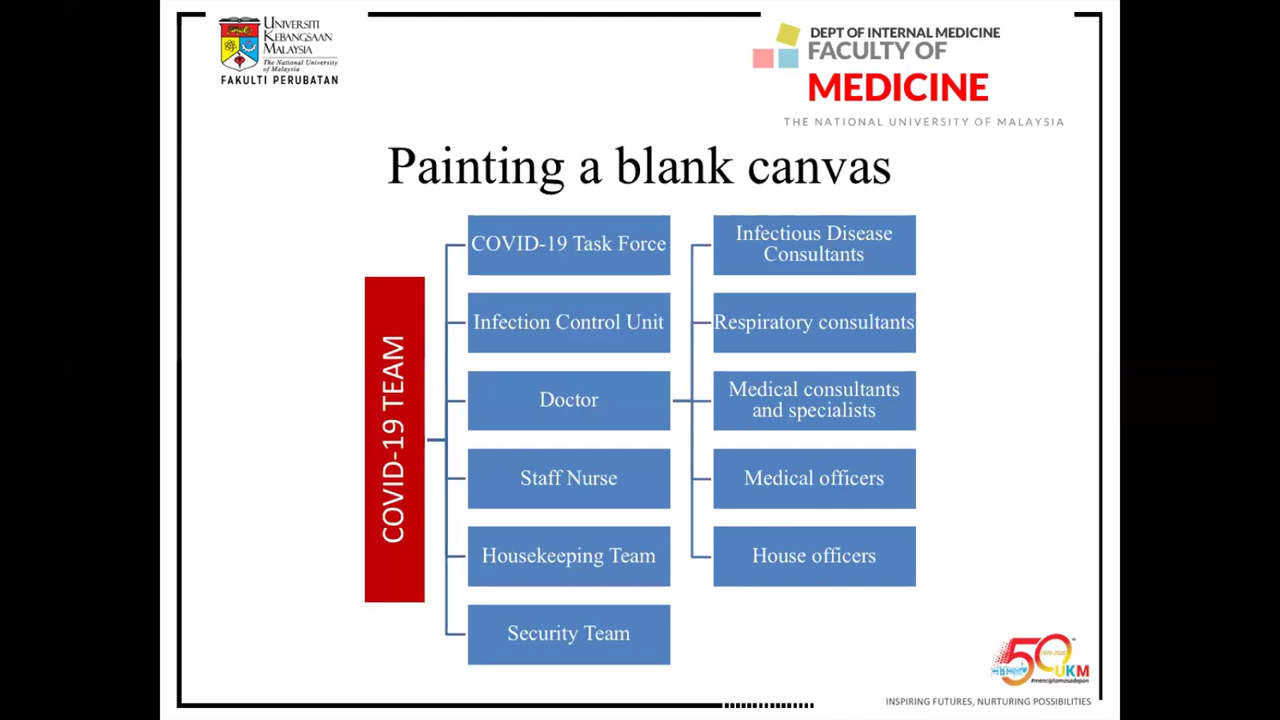 UNIVERSITI
KEBANGSAAN
MALAYSIA
The National University
of Malaysia
FAKULTI PERUBATAN
DEPT OF INTERNAL MEDICINE
FACULTY OF
MEDICINE
THE NATIONAL UNIVERSITY OF MALAYSIA
Painting a blank canvas
COVID-19 TEAM
COVID-19 Task Force
Infection Control Unit
Doctor
Staff Nurse
Housekeeping Team
Security Team
Infectious Disease
Consultants
Respiratory consultants
Medical consultants
and specialists
Medical officers
House officers
50
1970-2020
UKM
#menciptamasadepan
INSPIRING FUTURES, NURTURING POSSIBILITIES